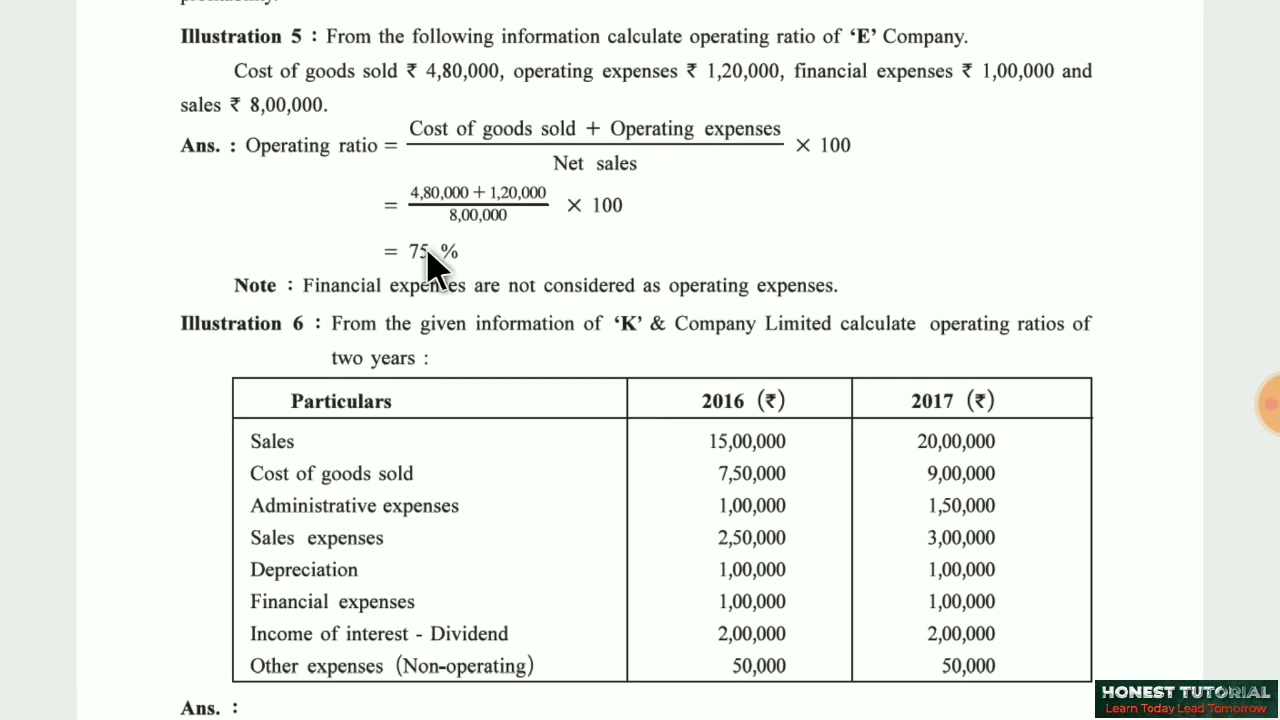 Illustration 5 : From the following information calculate operating ratio of ‘E’ Company.
Cost of goods sold ₹ 4,80,000, operating expenses ₹ 1,20,000, financial expenses ₹ 1,00,000 and
sales ₹ 8,00,000.
Ans. : Operating ratio = Cost of goods sold + Operating expenses
Net sales
× 100
= 4,80,000 + 1,20,000
8,00,000
× 100
= 75 %
Note : Financial expenses are not considered as operating expenses.
Illustration 6 : From the given information of ‘K’ & Company Limited calculate operating ratios of
two years :
Particulars 2016 (₹) 2017 (₹)
Sales 15,00,000 20,00,000
Cost of goods sold 7,50,000 9,00,000
Administrative expenses 1,00,000 1,50,000
Sales expenses 2,50,000 3,00,000
Depreciation 1,00,000 1,00,000
Financial expenses 1,00,000 1,00,000
Income of interest - Dividend 2,00,000 2,00,000
Other expenses (Non-operating) 50,000 50,000
Ans. :
HONEST TUTORIAL
Learn Today Lead Tomorrow